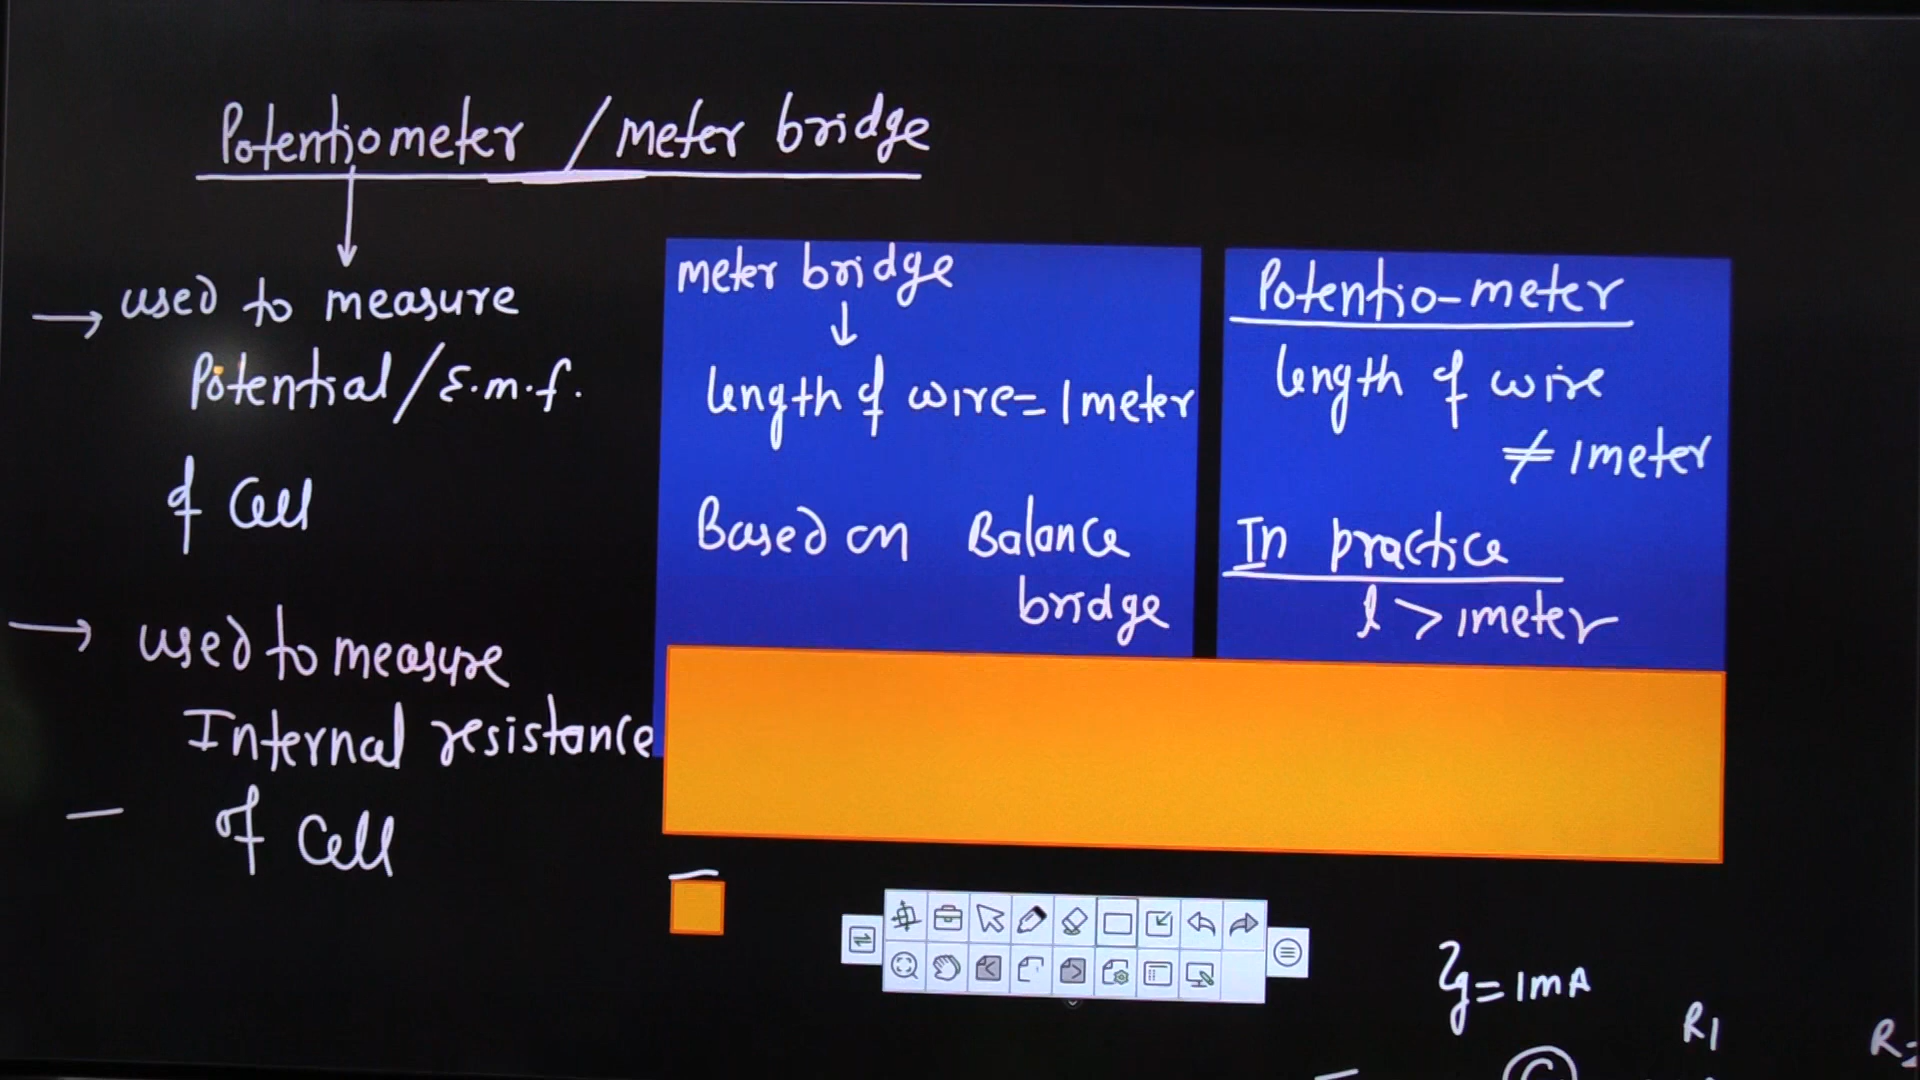 Potentiometer / meter bridge
→ used to measure
Potential / E.m.f.
of Cell
→ used to measure
Internal resistance
of Cell
meter bridge
↓
length of wire = 1 meter
Based on Balance
bridge
Potentio-meter
length of wire
≠ 1 meter
In practice
l > 1 meter
= 1mA
R1
G